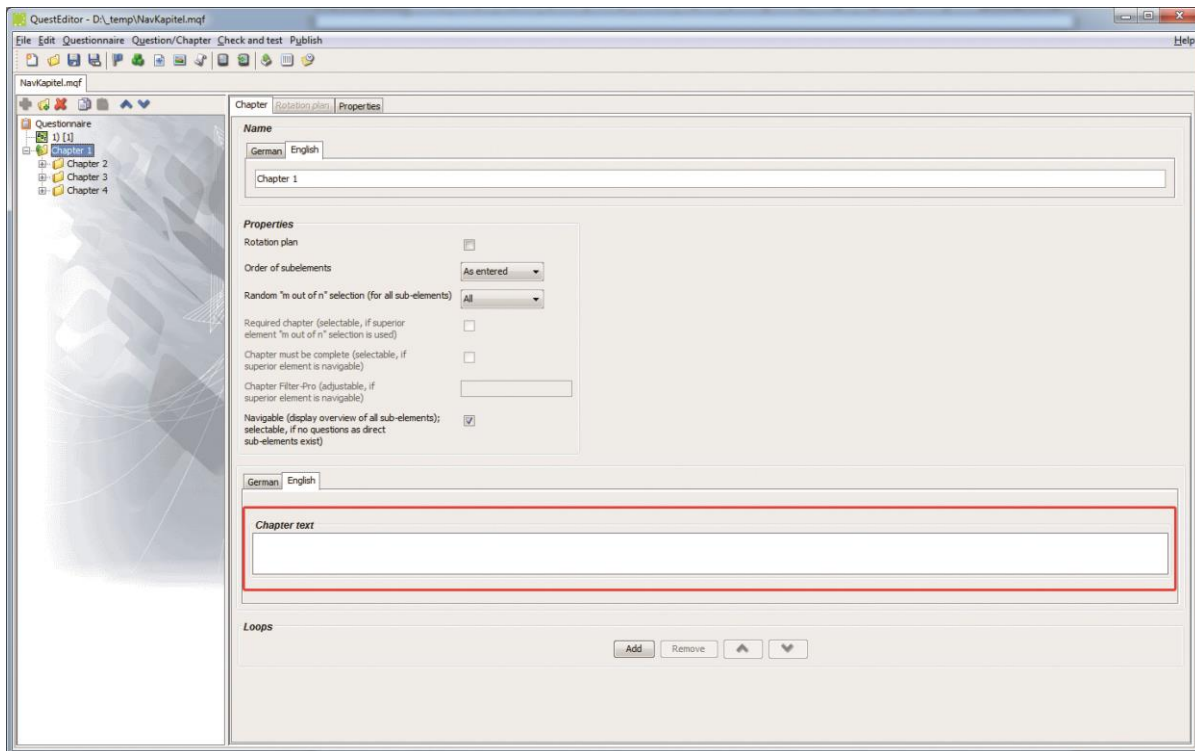 QuestEditor - D:\_temp\NavKapitel.mqf
File Edit Questionnaire Question/Chapter Check and test Publish Help
NavKapitel.mqf
Questionnaire
1) [1]
Chapter 1
Chapter 2
Chapter 3
Chapter 4
Chapter Rotation plan Properties
Name
German English
Chapter 1
Properties
Rotation plan
Order of subelements As entered
Random "m out of n" selection (for all sub-elements) All
Required chapter (selectable, if superior
element "m out of n" selection is used)
Chapter must be complete (selectable, if
superior element is navigable)
Chapter Filter-Pro (adjustable, if
superior element is navigable)
Navigable (display overview of all sub-elements);
selectable, if no questions as direct
sub-elements exist)
German English
Chapter text
Loops
Add Remove